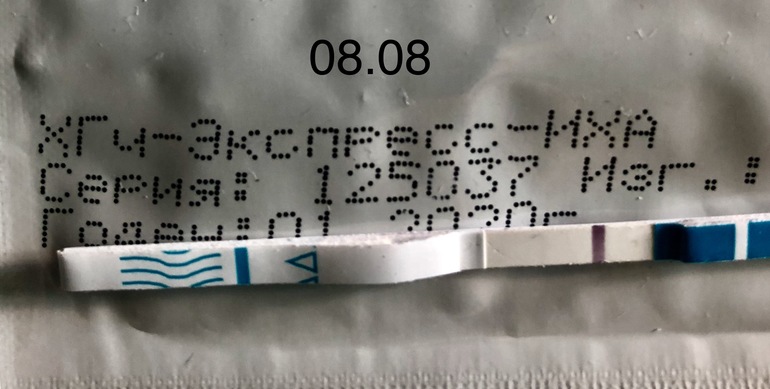 08.08
ХГч-Экспресс-ИХА
Серия: 125037 Изг.:
Годен:01 2020г